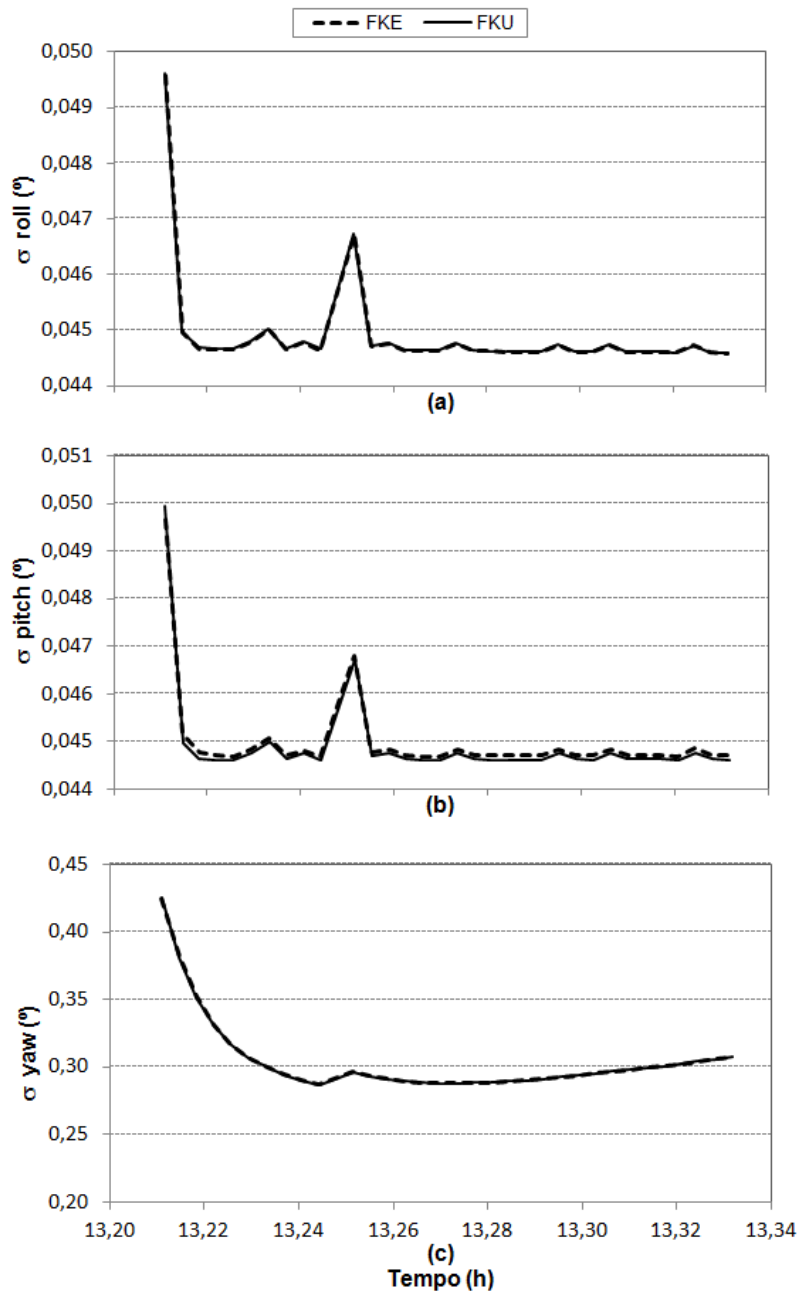 FKE FKU
0,050
0,049
0,048
0,047
0,046
0,045
0,044
σ roll (º)
(a)
0,051
0,050
0,049
0,048
0,047
0,046
0,045
0,044
σ pitch (º)
(b)
0,45
0,40
0,35
0,30
0,25
0,20
σ yaw (º)
13,20 13,22 13,24 13,26 13,28 13,30 13,32 13,34
(c)
Tempo (h)